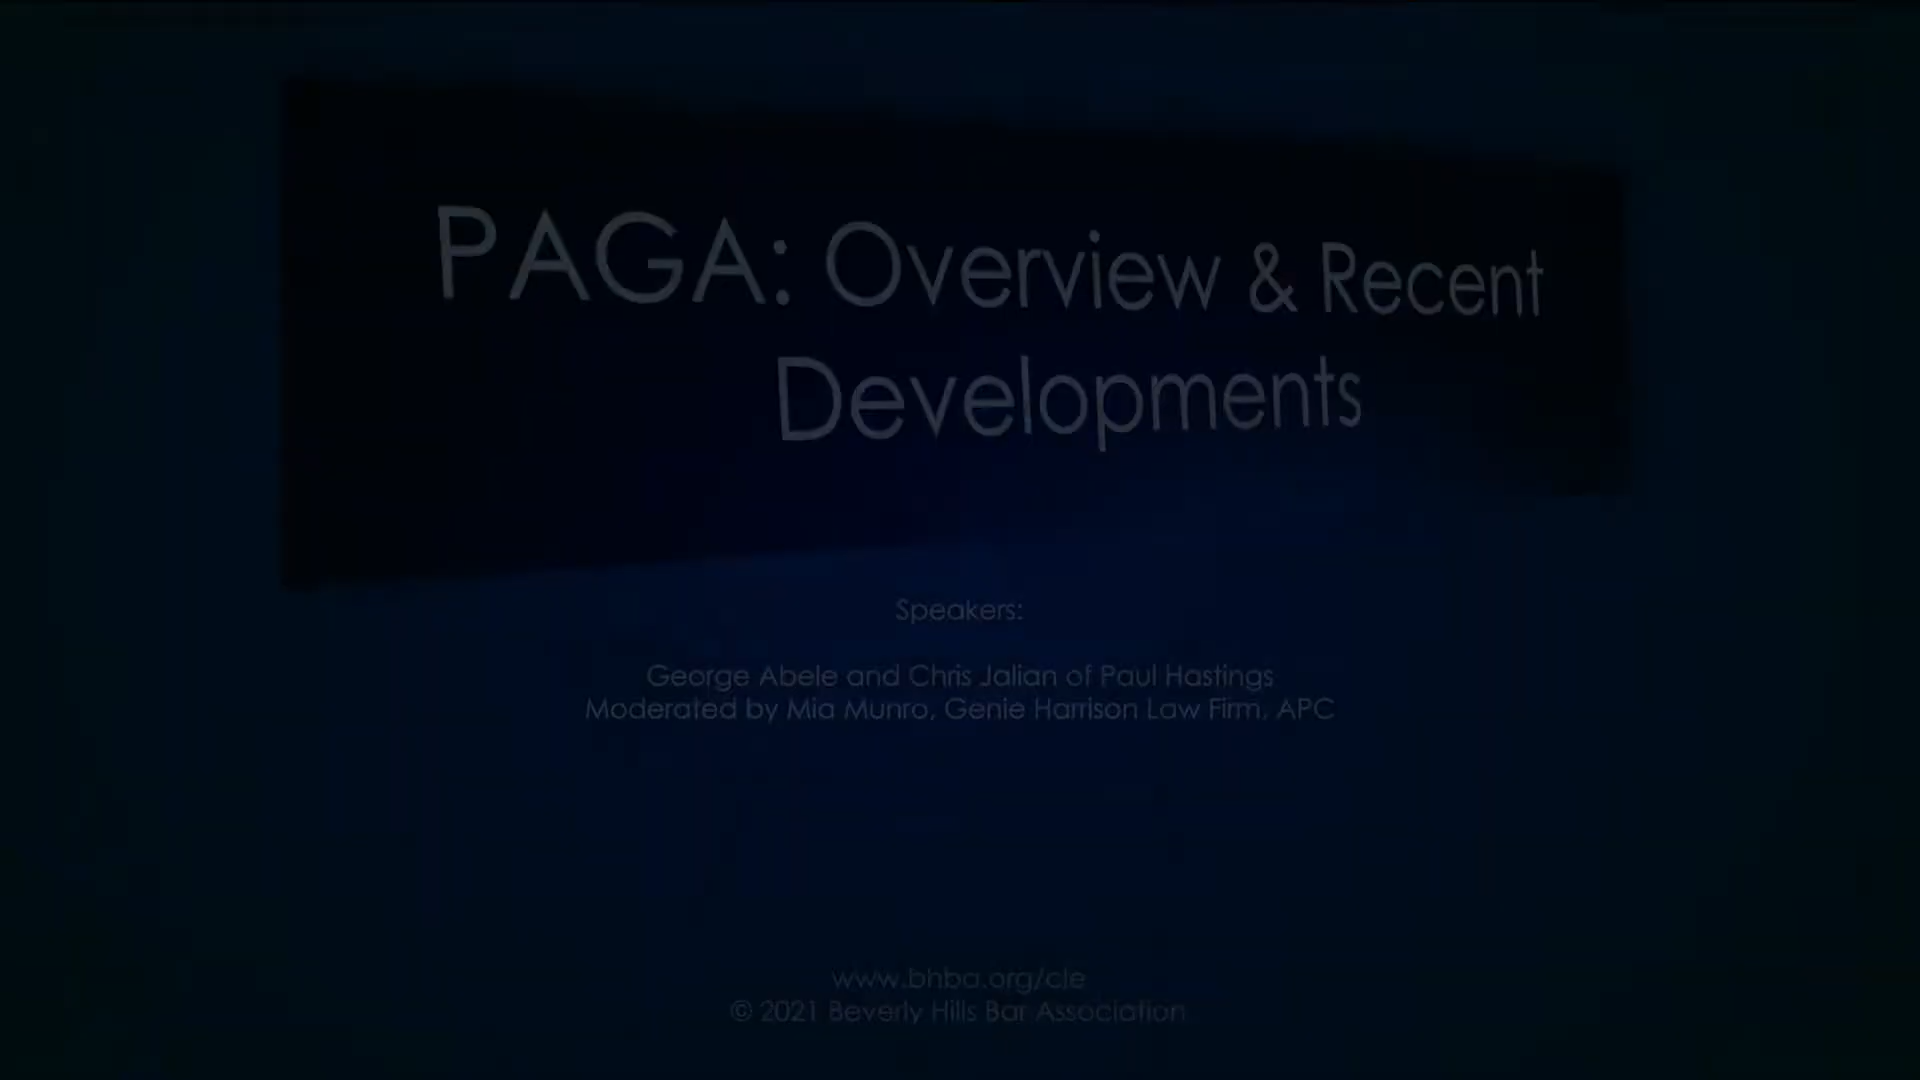 PAGA: Overview & Recent
Developments
Speakers:
George Abele and Chris Jalian of Paul Hastings
Moderated by Mia Munro, Genie Harrison Law Firm, APC
www.bhba.org/cle
© 2021 Beverly Hills Bar Association